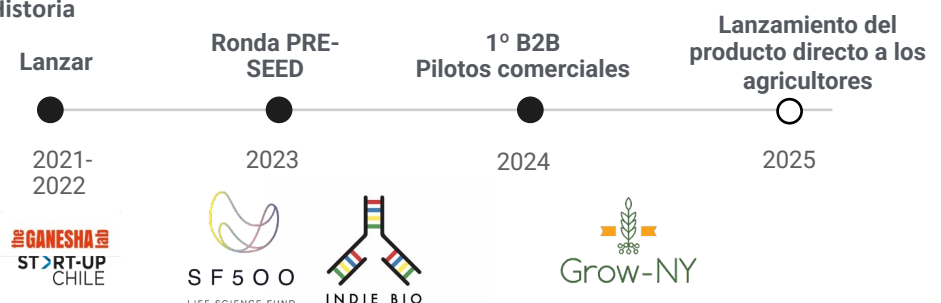 Historia
Lanzar
Ronda PRE-
SEED
1º B2B
Pilotos comerciales
Lanzamiento del
producto directo a los
agricultores
2021-
2022
2023
2024
2025
the GANESHA lab
ST>RT-UP
CHILE
SF500
LIFE SCIENCE FUND
INDIE BIO
Grow-NY